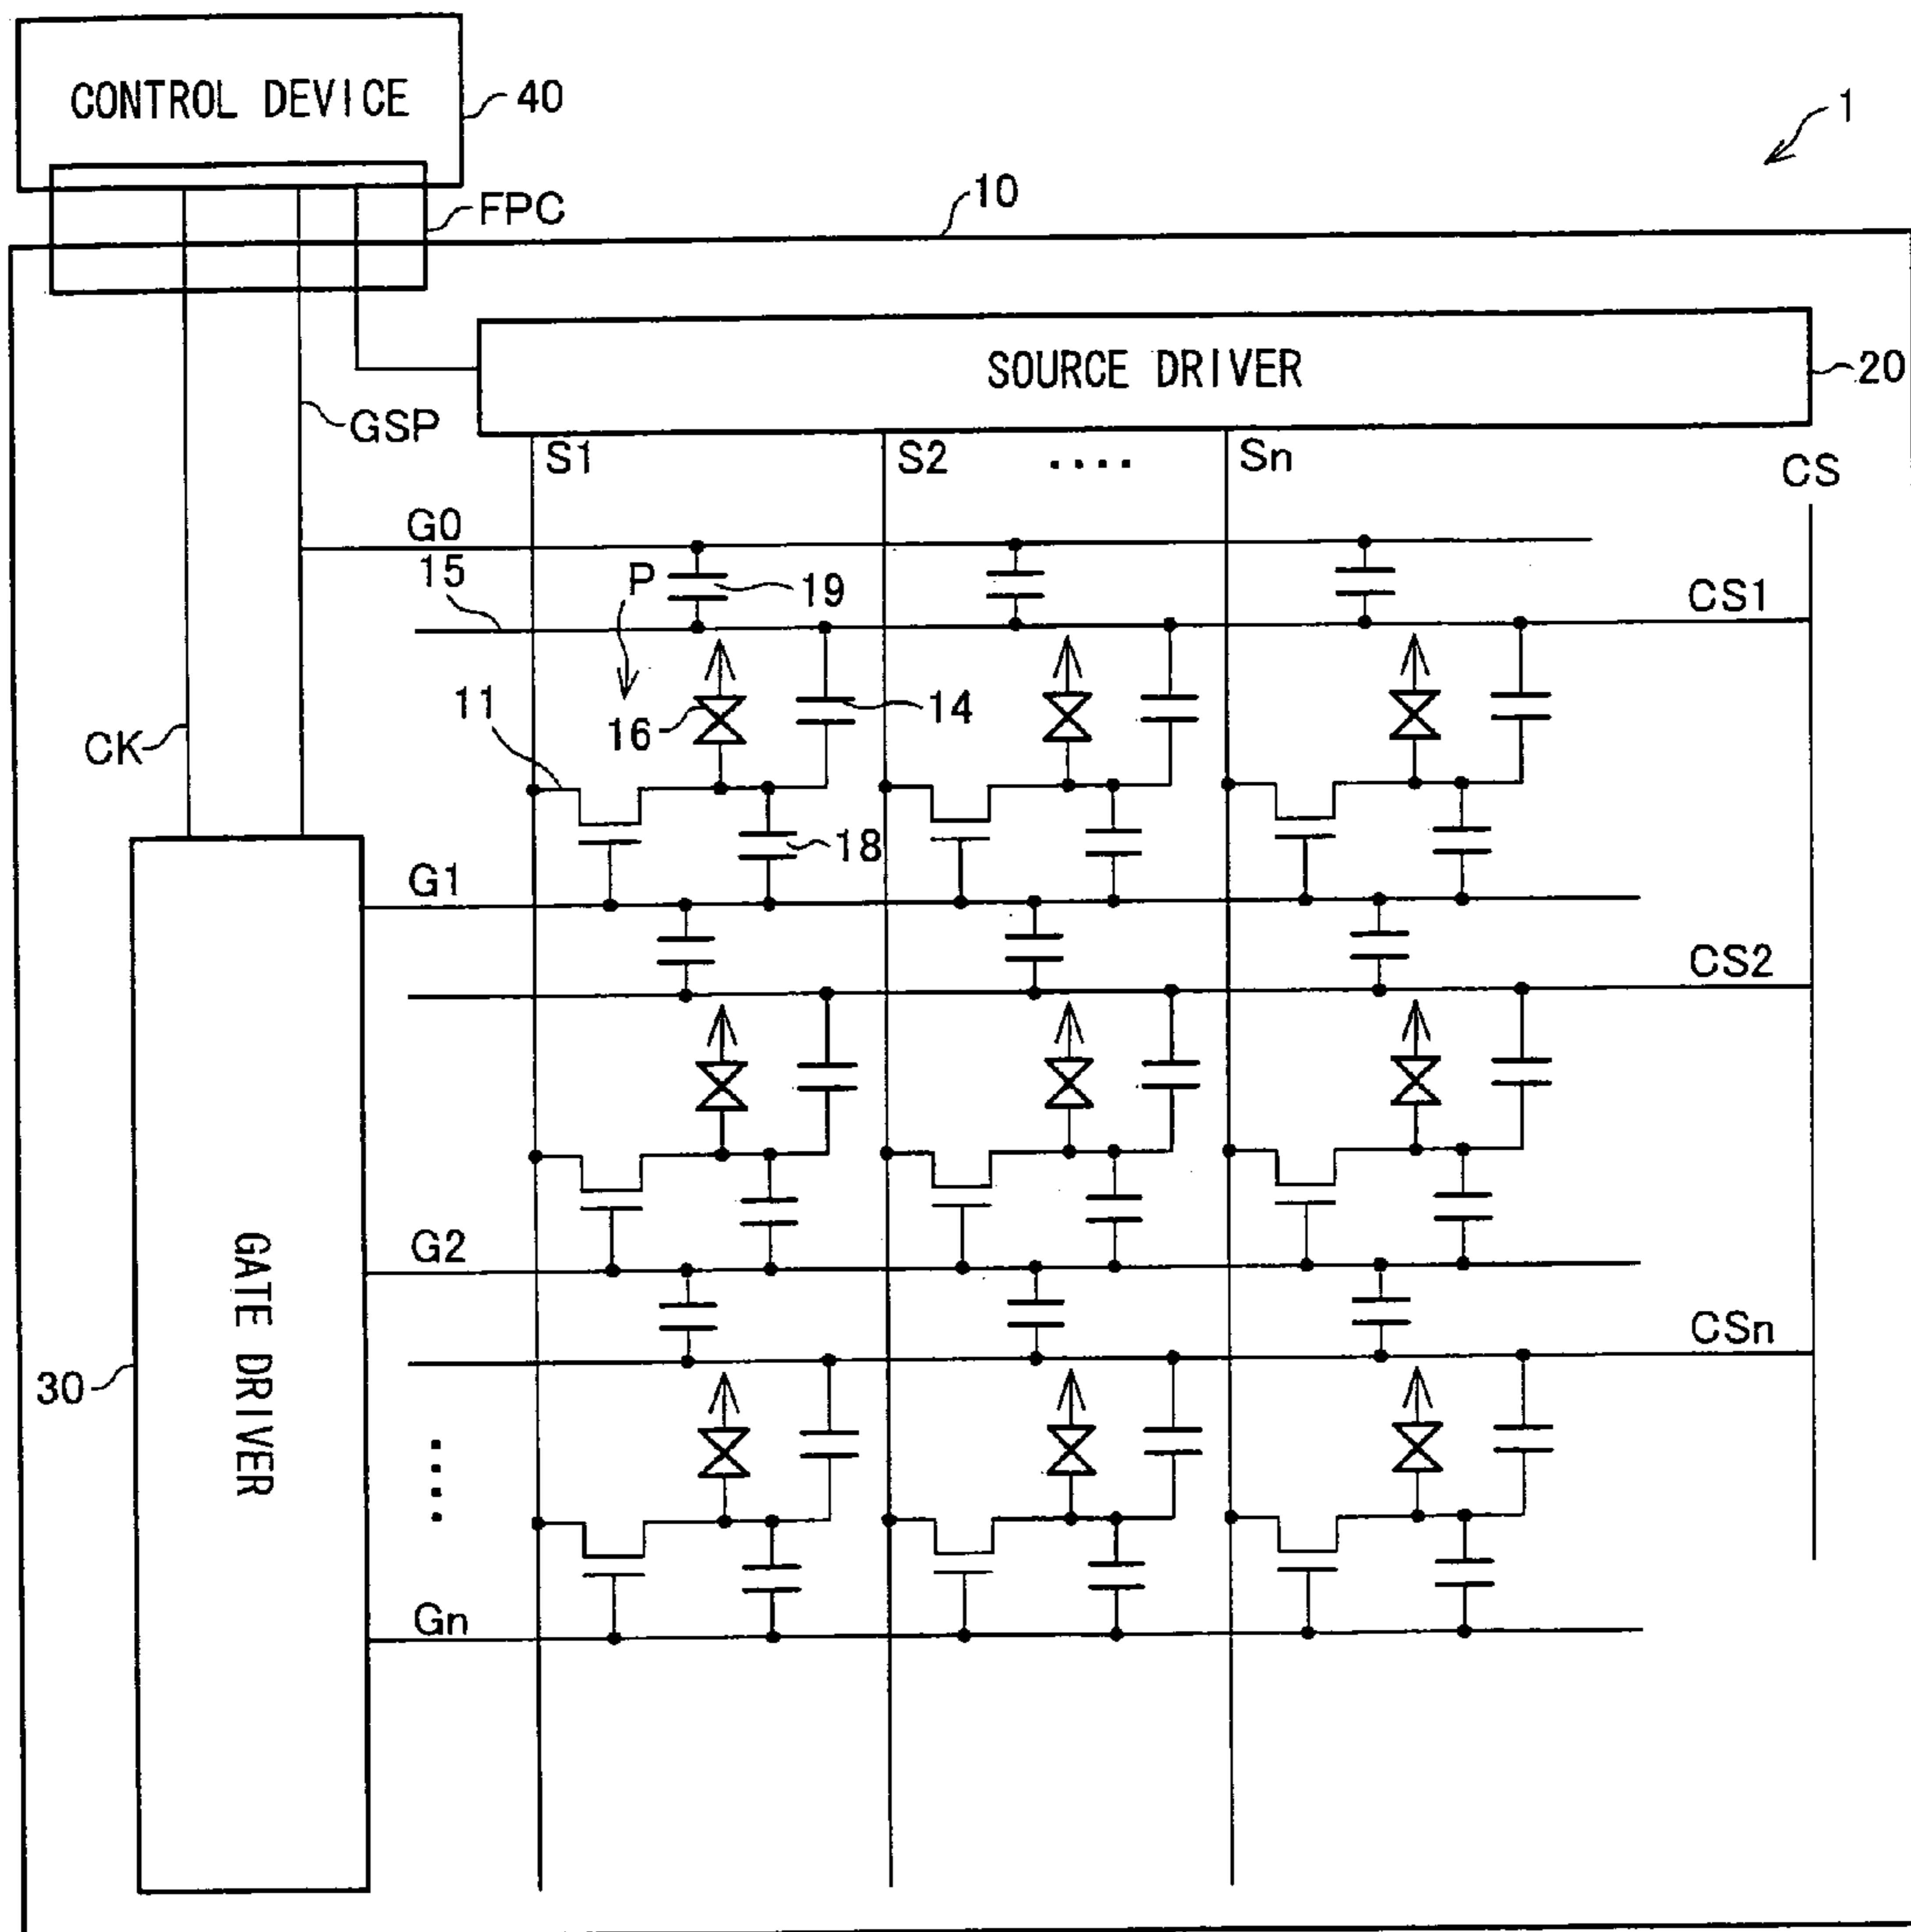 CONTROL DEVICE
40
1
FPC
10
SOURCE DRIVER
20
GSP
S1
S2
....
Sn
CS
G0
15
P
19
CS1
11
16
14
CK
18
G1
CS2
G2
CSn
GATE DRIVER
30
....
Gn